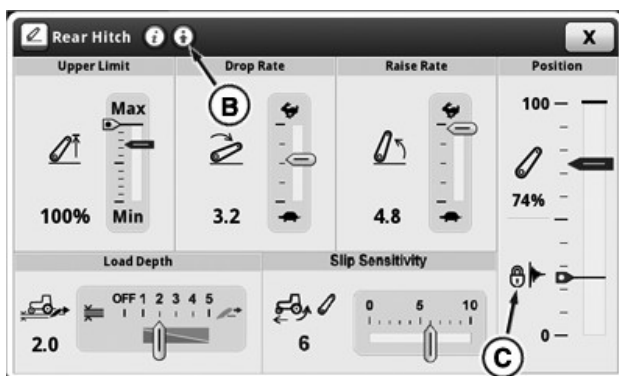 Rear Hitch i X
Upper Limit Drop Rate Raise Rate Position
B
Max 100
74%
100% Min 3.2 4.8
Load Depth Slip Sensitivity
OFF 1 2 3 4 5 0 5 10
2.0 6 0
C